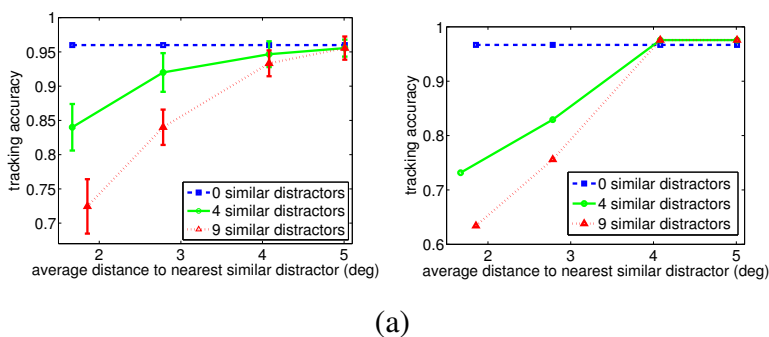 1
0.95
0.9
0.85
0.8
0.75
0.7
tracking accuracy
0 similar distractors
4 similar distractors
9 similar distractors
2 3 4 5
average distance to nearest similar distractor (deg)
1
0.9
0.8
0.7
0.6
tracking accuracy
0 similar distractors
4 similar distractors
9 similar distractors
2 3 4 5
average distance to nearest similar distractor (deg)
(a)